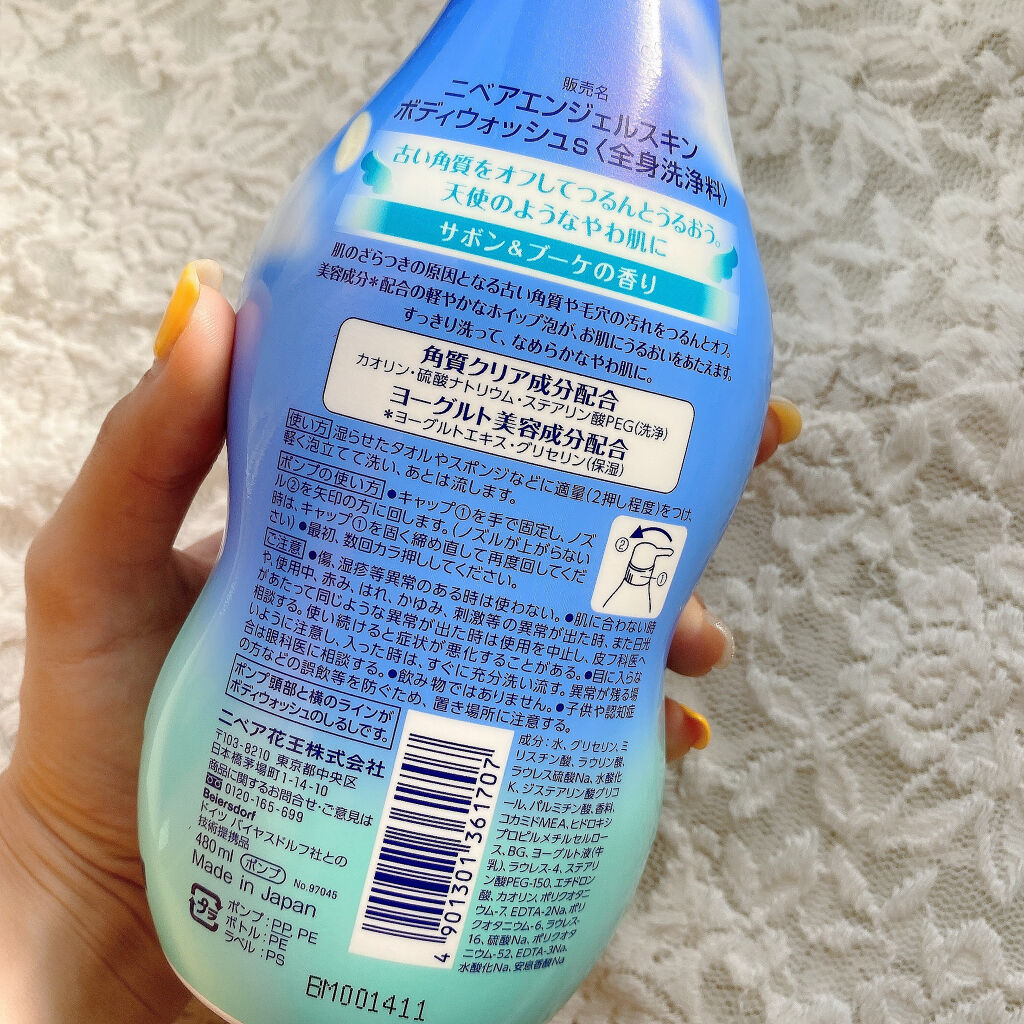 販売名
ニベアエンジェルスキン
ボディウォッシュS〈全身洗浄料〉
古い角質をオフしてつるんとうるおう。
天使のようなやわ肌に
サボン&ブーケの香り
肌のざらつきの原因となる古い角質や毛穴の汚れをつるんとオフ。
美容成分*配合の軽やかなホイップ泡が、お肌にうるおいをあたえます。
すっきり洗って、なめらかなやわ肌に。
角質クリア成分配合
カオリン・硫酸ナトリウム・ステアリン酸PEG(洗浄)
ヨーグルト美容成分配合
*ヨーグルトエキス・グリセリン(保湿)
使い方 湿らせたタオルやスポンジなどに適量(2押し程度)をつけ、
軽く泡立てて洗い、あとは流します。
ポンプの使い方 ●キャップ①を手で固定し、ノズ
ル②を矢印の方に回します。(ノズルが上がらない
時は、キャップ①を固く締め直して再度回してくだ
さい) ●最初、数回カラ押ししてください。
② ①
ご注意 ●傷、湿疹等異常のある時は使わない。●肌に合わない時
や、使用中、赤み、はれ、かゆみ、刺激等の異常が出た時、また日光
があたって同じような異常が出た時は使用を中止し、皮フ科医へ
相談する。使い続けると症状が悪化することがある。●目に入らな
いように注意し、入った時は、すぐに充分洗い流す。異常が残る場
合は眼科医に相談する。●飲み物ではありません。●子供や認知症
の方などの誤飲等を防ぐため、置き場所に注意する。
ポンプ頭部と横のラインが
ボディウォッシュのしるしです。
ニベア花王株式会社
〒103-8210 東京都中央区
日本橋茅場町1-14-10
商品に関するお問合せ・ご意見は
0120-165-699
Beiersdorf
ドイツ バイヤスドルフ社との
技術提携品
480ml ポンプ No.97045
Made in Japan
プラ
ポンプ:PP, PE
ボトル:PE
ラベル:PS
4 901301 361707
成分:水、グリセリン、ミ
リスチン酸、ラウリン酸、
ラウレス硫酸Na、水酸化
K、ジステアリン酸グリコ
ール、パルミチン酸、香料、
コカミドMEA、ヒドロキシ
プロピルメチルセルロー
ス、BG、ヨーグルト液(牛
乳)、ラウレス-4、ステアリ
ン酸PEG-150、エチドロン
酸、カオリン、ポリクオタニ
ウム-7、EDTA-2Na、ポリ
クオタニウム-6、ラウレス-
16、硫酸Na、ポリクオタ
ニウム-52、EDTA-3Na、
水酸化Na、安息香酸Na
BM001411